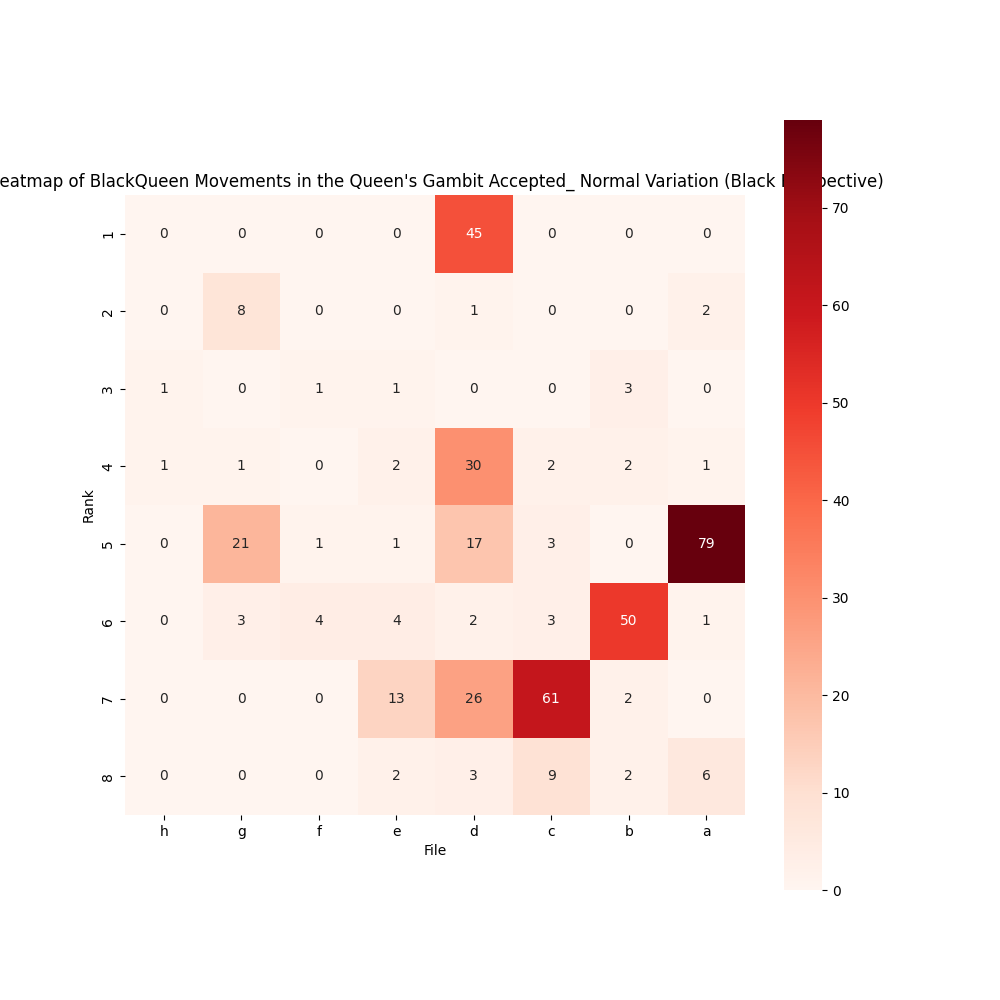 eatmap of BlackQueen Movements in the Queen's Gambit Accepted_ Normal Variation (Black pective)
70
60
50
40
30
20
10
0
1 0 0 0 0 45 0 0 0
2 0 8 0 0 1 0 0 2
3 1 0 1 1 0 0 3 0
4 1 1 0 2 30 2 2 1
5 0 21 1 1 17 3 0 79
6 0 3 4 4 2 3 50 1
7 0 0 0 13 26 61 2 0
8 0 0 0 2 3 9 2 6
h g f e d c b a
Rank
File